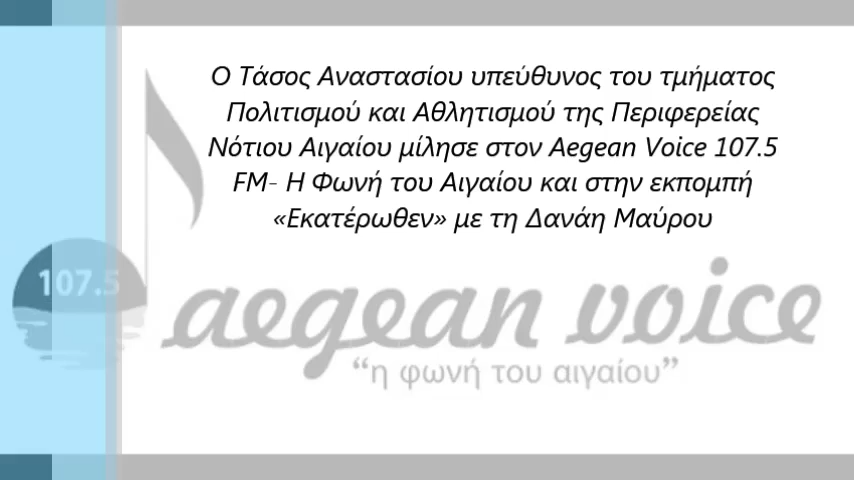 Ο Τάσος Αναστασίου υπεύθυνος του τμήματος
Πολιτισμού και Αθλητισμού της Περιφερείας
Νότιου Αιγαίου μίλησε στον Aegean Voice 107.5
FM- Η Φωνή του Αιγαίου και στην εκπομπή
«Εκατέρωθεν» με τη Δανάη Μαύρου
107.5
aegean voice
“η φωνή του αιγαίου”